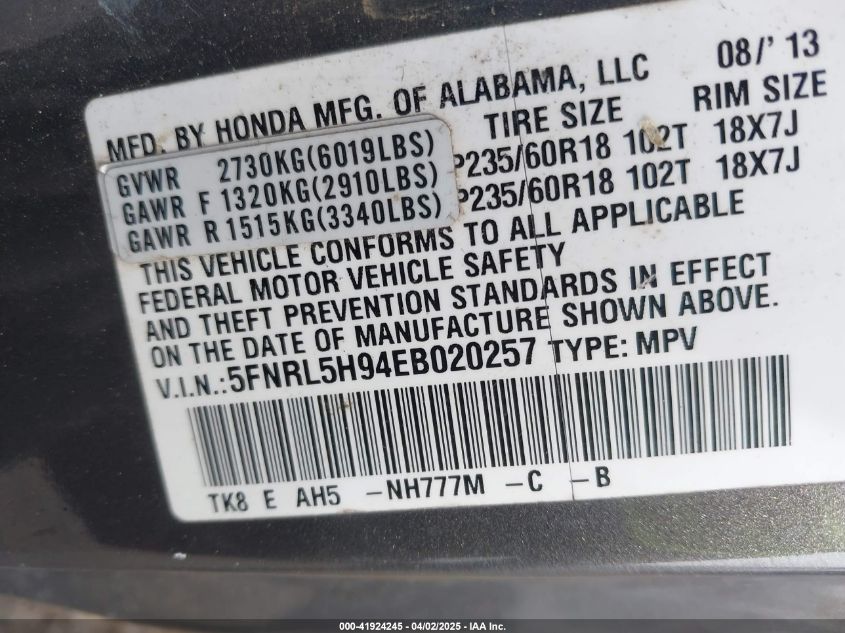 MFD. BY HONDA MFG. OF ALABAMA, LLC 08/' 13
TIRE SIZE RIM SIZE
GVWR 2730KG(6019LBS)
GAWR F 1320KG(2910LBS) P235/60R18 102T 18X7J
GAWR R 1515KG(3340LBS) P235/60R18 102T 18X7J
THIS VEHICLE CONFORMS TO ALL APPLICABLE
FEDERAL MOTOR VEHICLE SAFETY
AND THEFT PREVENTION STANDARDS IN EFFECT
ON THE DATE OF MANUFACTURE SHOWN ABOVE.
V.I.N.:5FNRL5H94EB020257 TYPE: MPV
TK8 E AH5 -NH777M -C -B
000-41924245 - 04/02/2025 - IAA Inc.